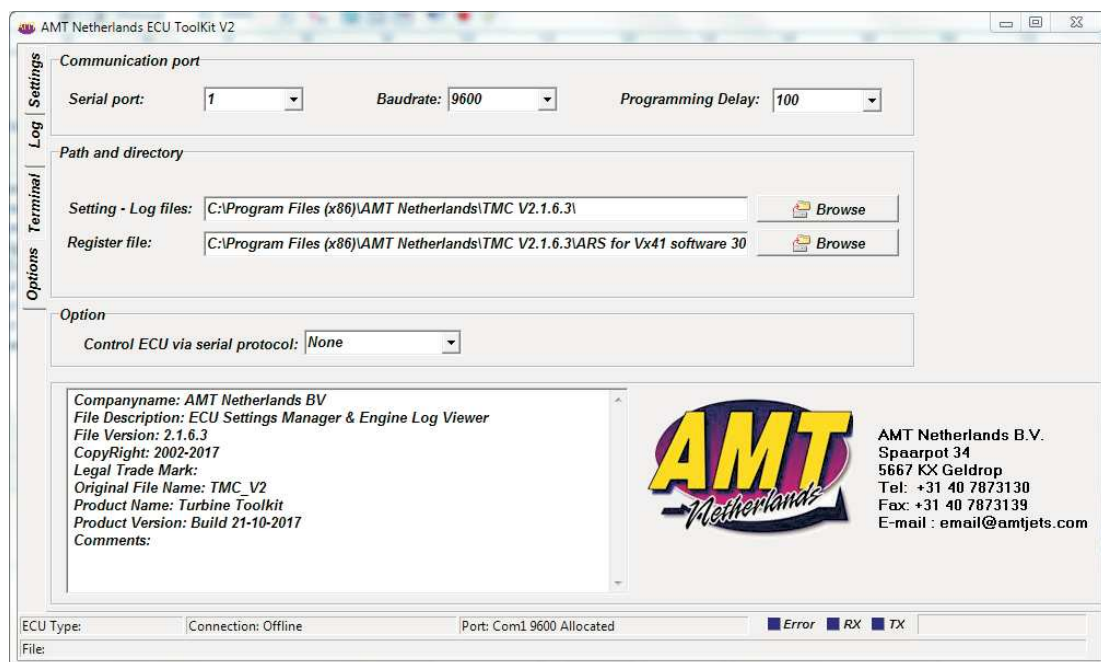 AMT Netherlands ECU ToolKit V2
Settings
Log
Terminal
Options
Communication port
Serial port: 1 Baudrate: 9600 Programming Delay: 100
Path and directory
Setting - Log files: C:\Program Files (x86)\AMT Netherlands\TMC V2.1.6.3\ Browse
Register file: C:\Program Files (x86)\AMT Netherlands\TMC V2.1.6.3\ARS for Vx41 software 30 Browse
Option
Control ECU via serial protocol: None
Companyname: AMT Netherlands BV
File Description: ECU Settings Manager & Engine Log Viewer
File Version: 2.1.6.3
CopyRight: 2002-2017
Legal Trade Mark:
Original File Name: TMC_V2
Product Name: Turbine Toolkit
Product Version: Build 21-10-2017
Comments:
AMT
Netherlands
AMT Netherlands B.V.
Spaarpot 34
5667 KX Geldrop
Tel: +31 40 7873130
Fax: +31 40 7873139
E-mail : email@amtjets.com
ECU Type: Connection: Offline Port: Com1 9600 Allocated Error RX TX
File: